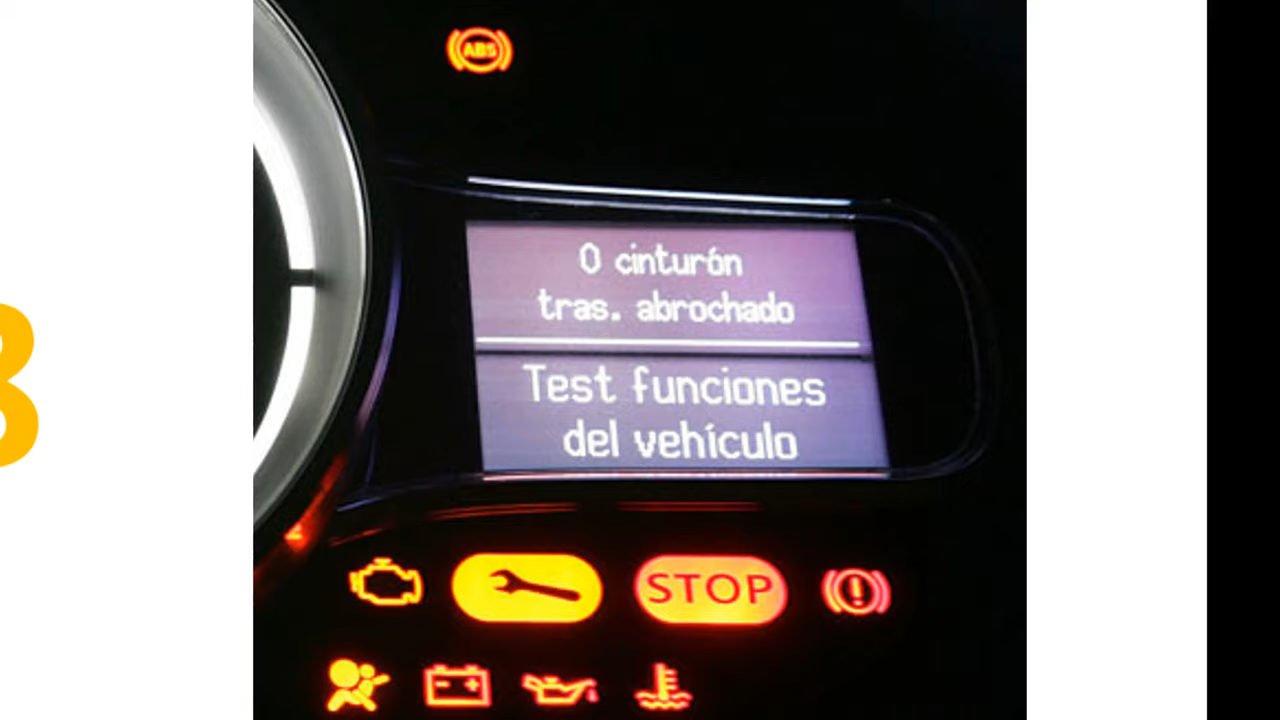 ABS
0 cinturón
tras. abrochado
Test funciones
del vehículo
STOP